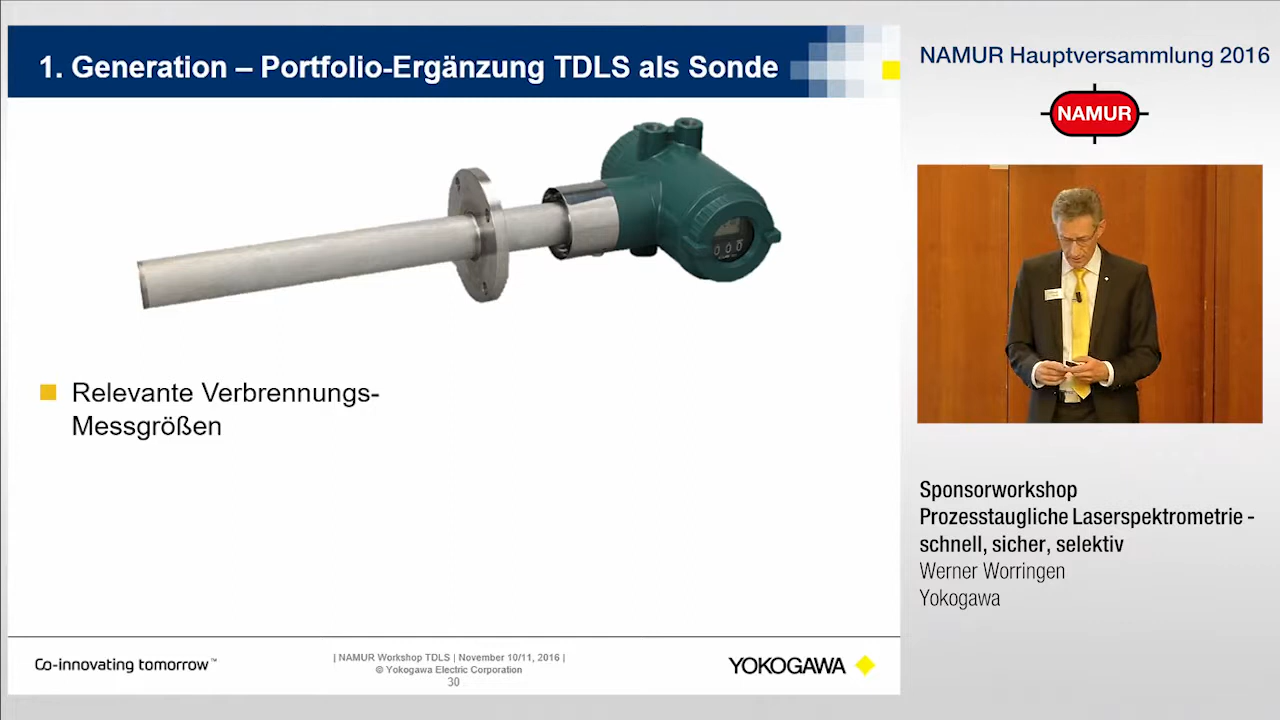 1. Generation – Portfolio-Ergänzung TDLS als Sonde
Relevante Verbrennungs-
Messgrößen
Co-innovating tomorrow™
| NAMUR Workshop TDLS | November 10/11, 2016 |
© Yokogawa Electric Corporation
30
YOKOGAWA
NAMUR Hauptversammlung 2016
NAMUR
Sponsorworkshop
Prozesstaugliche Laserspektrometrie -
schnell, sicher, selektiv
Werner Worringen
Yokogawa